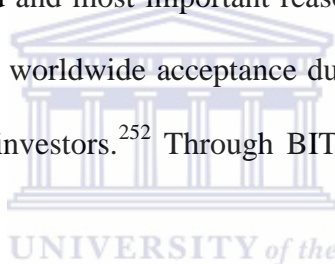 and most important reaso
worldwide acceptance du
investors.252 Through BIT
UNIVERSITY of the